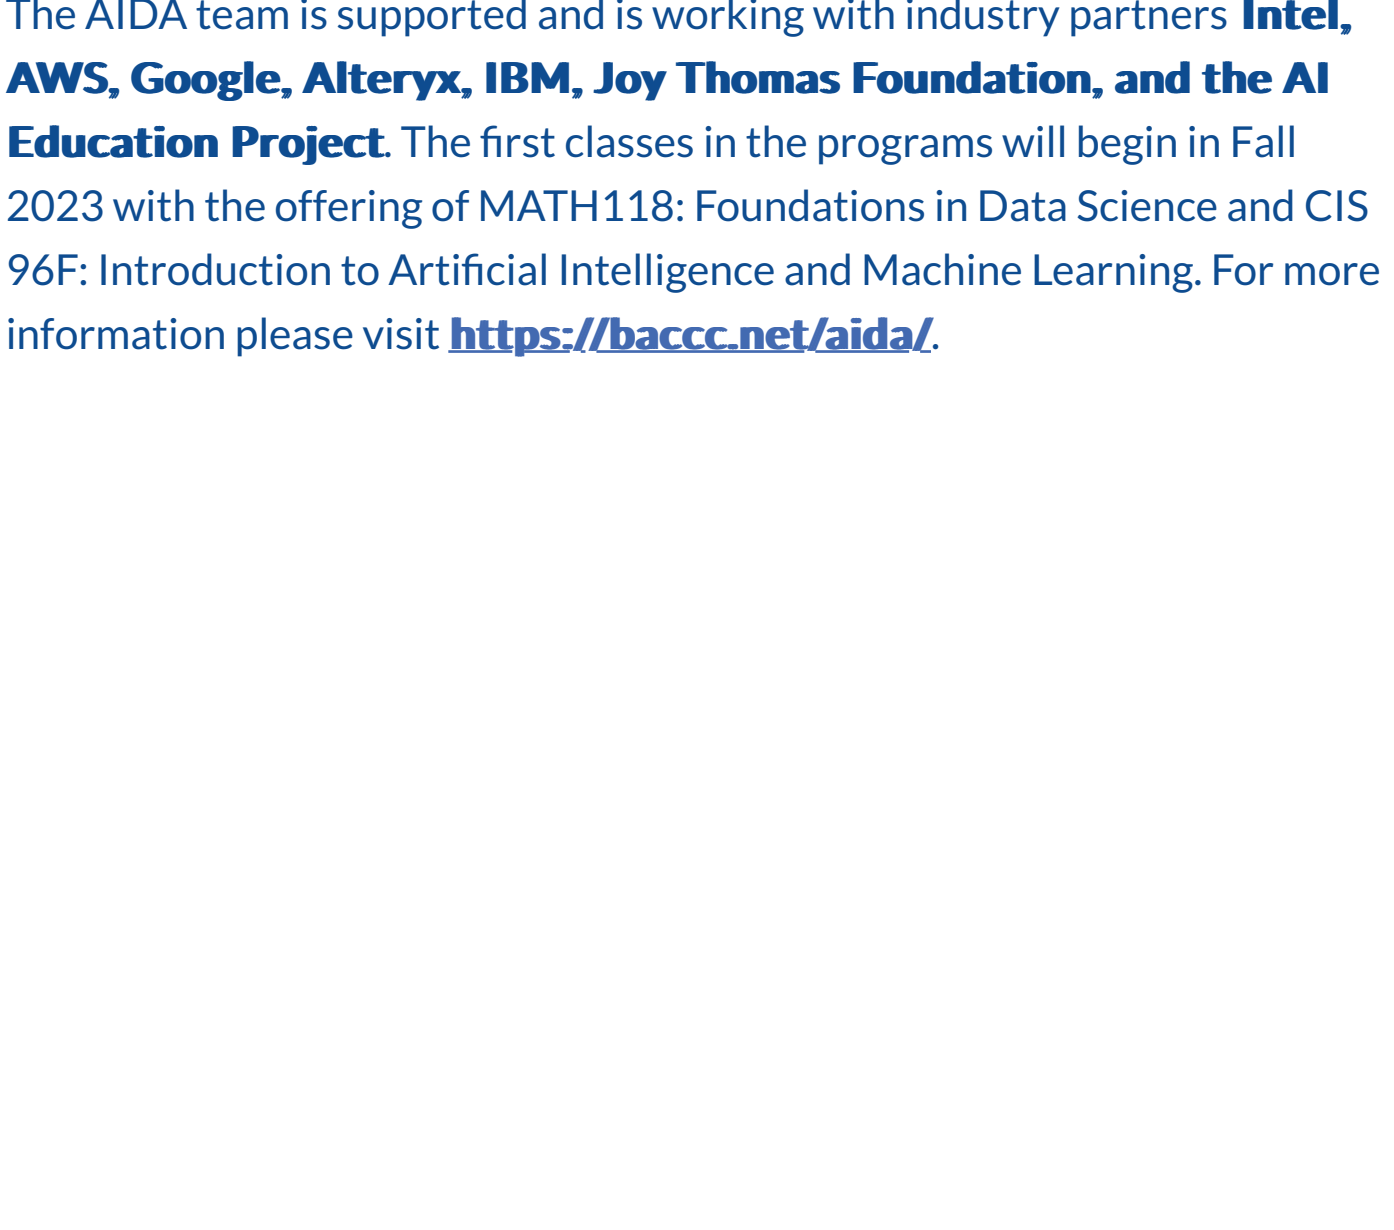 The AIDA team is supported and is working with industry partners Intel,
AWS, Google, Alteryx, IBM, Joy Thomas Foundation, and the AI
Education Project. The first classes in the programs will begin in Fall
2023 with the offering of MATH118: Foundations in Data Science and CIS
96F: Introduction to Artificial Intelligence and Machine Learning. For more
information please visit https://baccc.net/aida/.